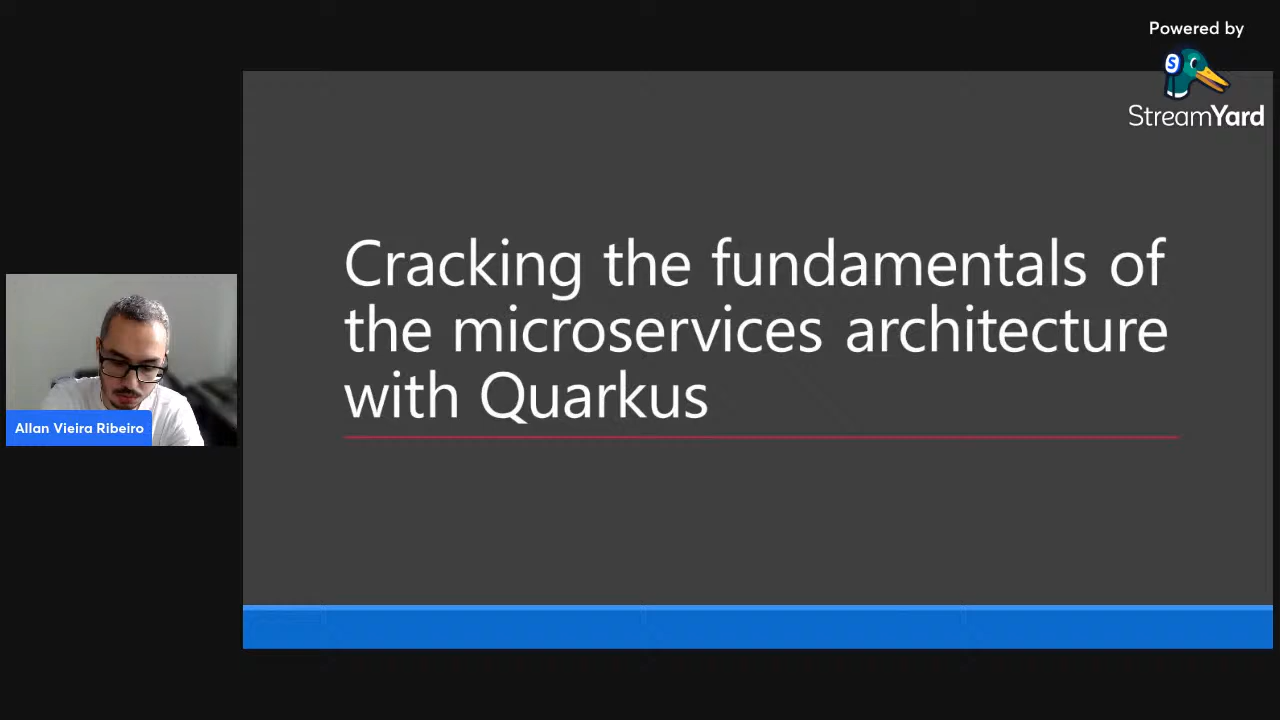 Powered by
S
StreamYard
Cracking the fundamentals of
the microservices architecture
with Quarkus
Allan Vieira Ribeiro